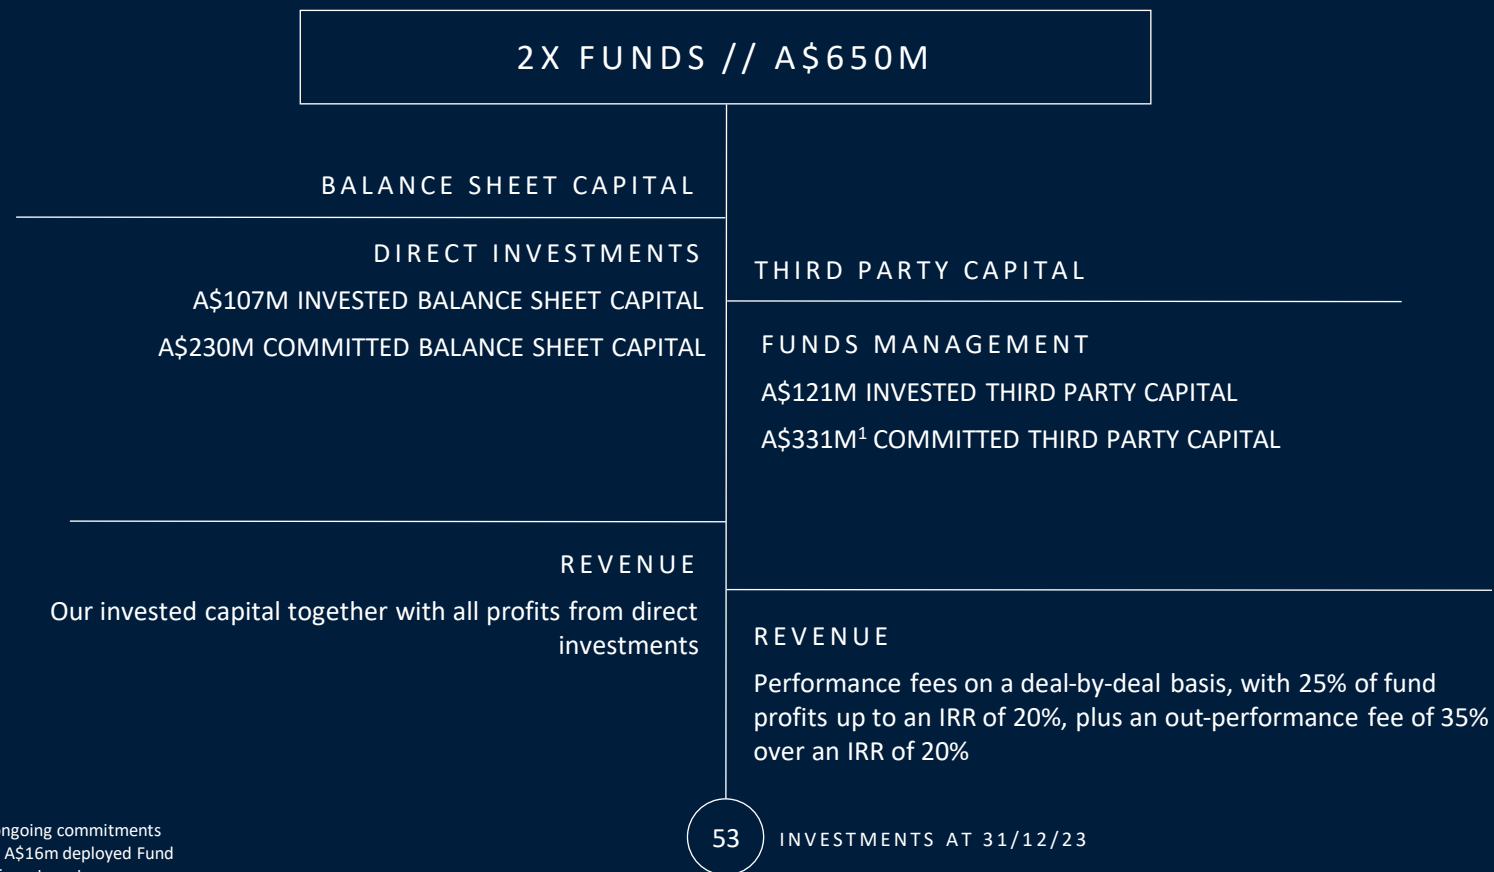 2X FUNDS // A$650M
BALANCE SHEET CAPITAL
DIRECT INVESTMENTS
A$107M INVESTED BALANCE SHEET CAPITAL
A$230M COMMITTED BALANCE SHEET CAPITAL
REVENUE
Our invested capital together with all profits from direct
investments
THIRD PARTY CAPITAL
FUNDS MANAGEMENT
A$121M INVESTED THIRD PARTY CAPITAL
A$331M¹ COMMITTED THIRD PARTY CAPITAL
REVENUE
Performance fees on a deal-by-deal basis, with 25% of fund
profits up to an IRR of 20%, plus an out-performance fee of 35%
over an IRR of 20%
53 INVESTMENTS AT 31/12/23
commitments
A$16m deployed Fund